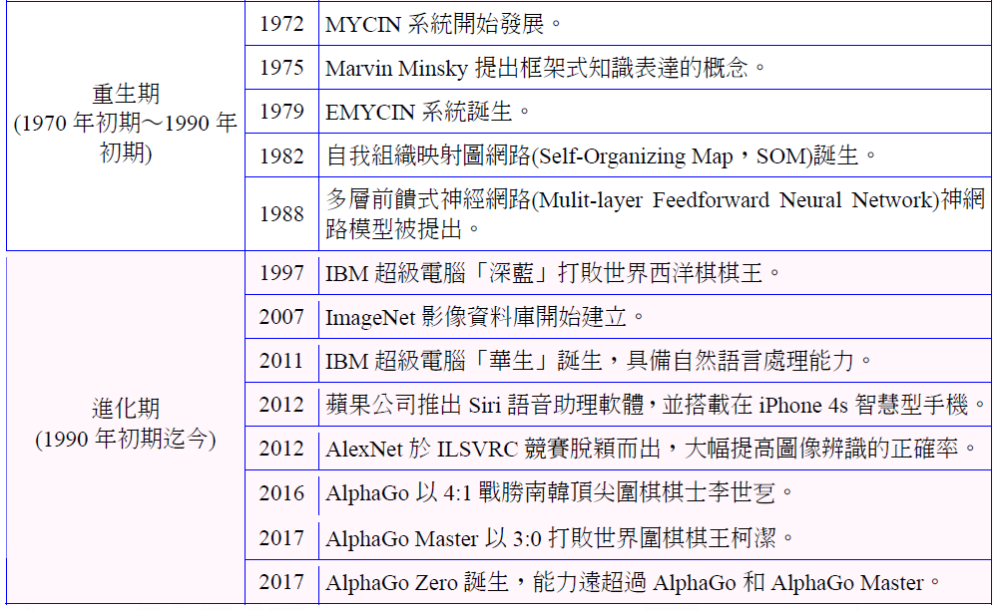 重生期
(1970 年初期～1990 年
初期)
1972 MYCIN 系統開始發展。
1975 Marvin Minsky 提出框架式知識表達的概念。
1979 EMYCIN 系統誕生。
1982 自我組織映射圖網路(Self-Organizing Map，SOM)誕生。
1988 多層前饋式神經網路(Mulit-layer Feedforward Neural Network)神網
路模型被提出。
進化期
(1990 年初期迄今)
1997 IBM 超級電腦「深藍」打敗世界西洋棋棋王。
2007 ImageNet 影像資料庫開始建立。
2011 IBM 超級電腦「華生」誕生，具備自然語言處理能力。
2012 蘋果公司推出 Siri 語音助理軟體，並搭載在 iPhone 4s 智慧型手機。
2012 AlexNet 於 ILSVRC 競賽脫穎而出，大幅提高圖像辨識的正確率。
2016 AlphaGo 以 4:1 戰勝南韓頂尖圍棋棋士李世乭。
2017 AlphaGo Master 以 3:0 打敗世界圍棋棋王柯潔。
2017 AlphaGo Zero 誕生，能力遠超過 AlphaGo 和 AlphaGo Master。